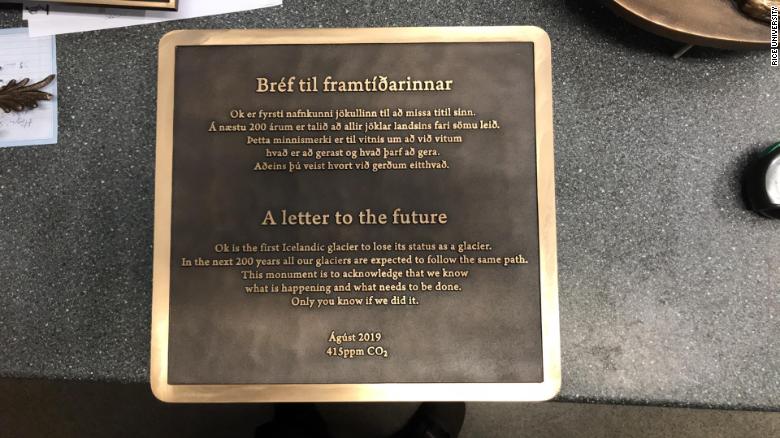 Bréf til framtíðarinnar
Ok er fyrsti nafnkunni jökullinn til að missa titil sinn.
Á næstu 200 árum er talið að allir jöklar landsins fari sömu leið.
Þetta minnismerki er til vitnis um að við vitum
hvað er að gerast og hvað þarf að gera.
Aðeins þú veist hvort við gerðum eitthvað.
A letter to the future
Ok is the first Icelandic glacier to lose its status as a glacier.
In the next 200 years all our glaciers are expected to follow the same path.
This monument is to acknowledge that we know
what is happening and what needs to be done.
Only you know if we did it.
Ágúst 2019
415ppm CO₂
RICE UNIVERSITY